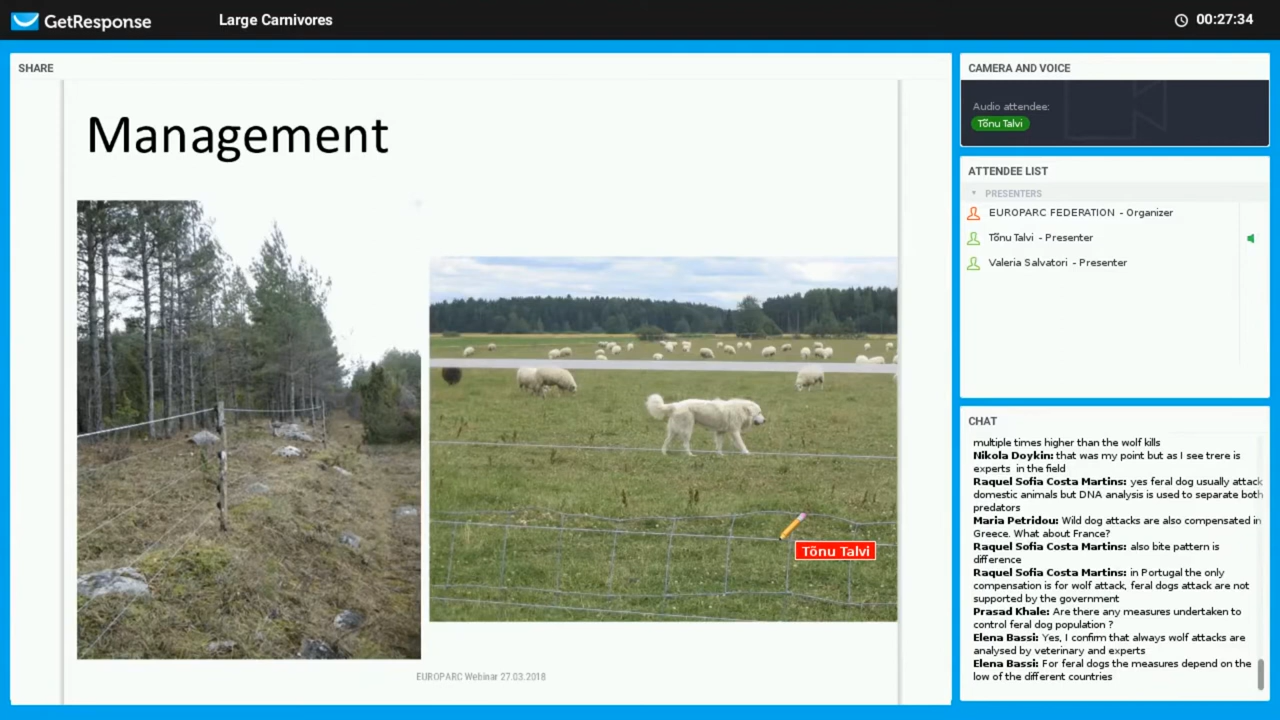 GetResponse
Large Carnivores
00:27:34
SHARE
Management
Tõnu Talvi
EUROPARC Webinar 27.03.2018
CAMERA AND VOICE
Audio attendee:
Tõnu Talvi
ATTENDEE LIST
PRESENTERS
EUROPARC FEDERATION - Organizer
Tõnu Talvi - Presenter
Valeria Salvatori - Presenter
CHAT
multiple times higher than the wolf kills
Nikola Doykin: that was my point but as I see trere is
experts in the field
Raquel Sofia Costa Martins: yes feral dog usually attack
domestic animals but DNA analysis is used to separate both
predators
Maria Petridou: Wild dog attacks are also compensated in
Greece. What about France?
Raquel Sofia Costa Martins: also bite pattern is
difference
Raquel Sofia Costa Martins: in Portugal the only
compensation is for wolf attack, feral dogs attack are not
supported by the government
Prasad Khale: Are there any measures undertaken to
control feral dog population ?
Elena Bassi: Yes, I confirm that always wolf attacks are
analysed by veterinary and experts
Elena Bassi: For feral dogs the measures depend on the
low of the different countries